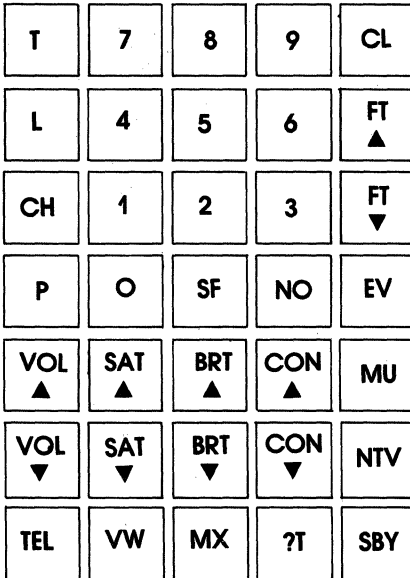 T 7 8 9 CL
L 4 5 6 FT ▲
CH 1 2 3 FT ▼
P O SF NO EV
VOL ▲ SAT ▲ BRT ▲ CON ▲ MU
VOL ▼ SAT ▼ BRT ▼ CON ▼ NTV
TEL VW MX ?T SBY